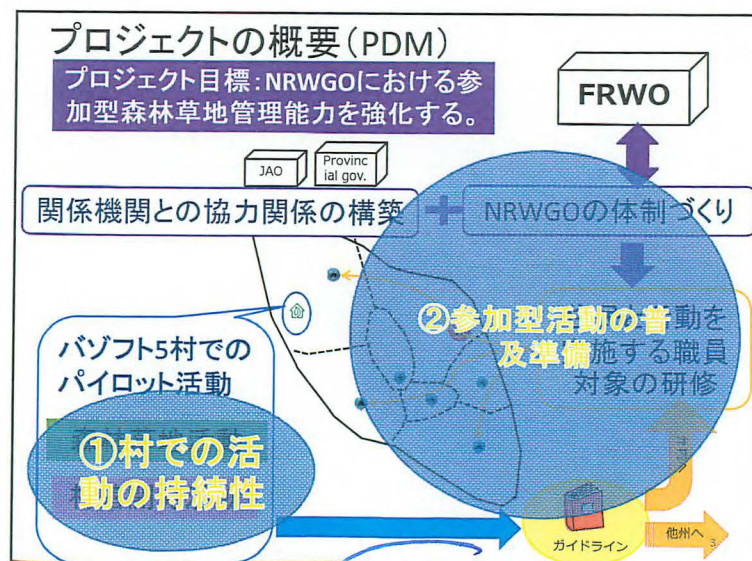 プロジェクトの概要(PDM)
プロジェクト目標:NRWGOにおける参
加型森林草地管理能力を強化する。
FRWO
JAO
Provinc
ial gov.
関係機関との協力関係の構築
+
NRWGOの体制づくり
バゾフト5村での
パイロット活動
①村での活
動の持続性
②参加型活動の普
及準備
動を
施する職員
対象の研修
ガイドライン
他州へ
3